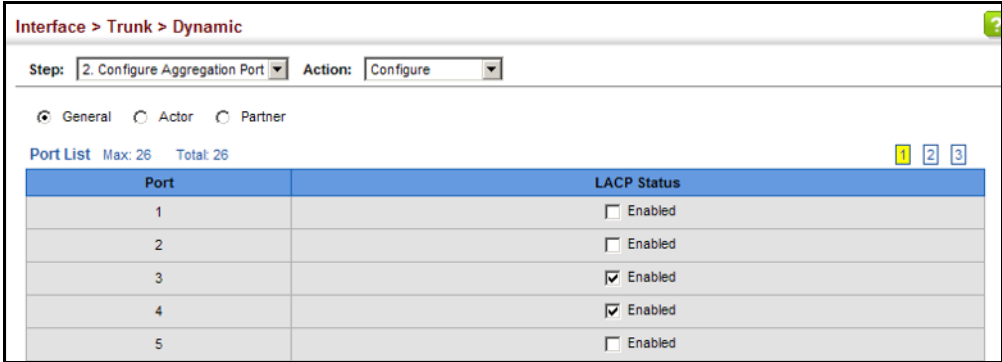 Interface > Trunk > Dynamic
?
Step: 2. Configure Aggregation Port Action: Configure
General Actor Partner
Port List Max: 26 Total: 26 1 2 3
Port LACP Status
1 Enabled
2 Enabled
3 Enabled
4 Enabled
5 Enabled